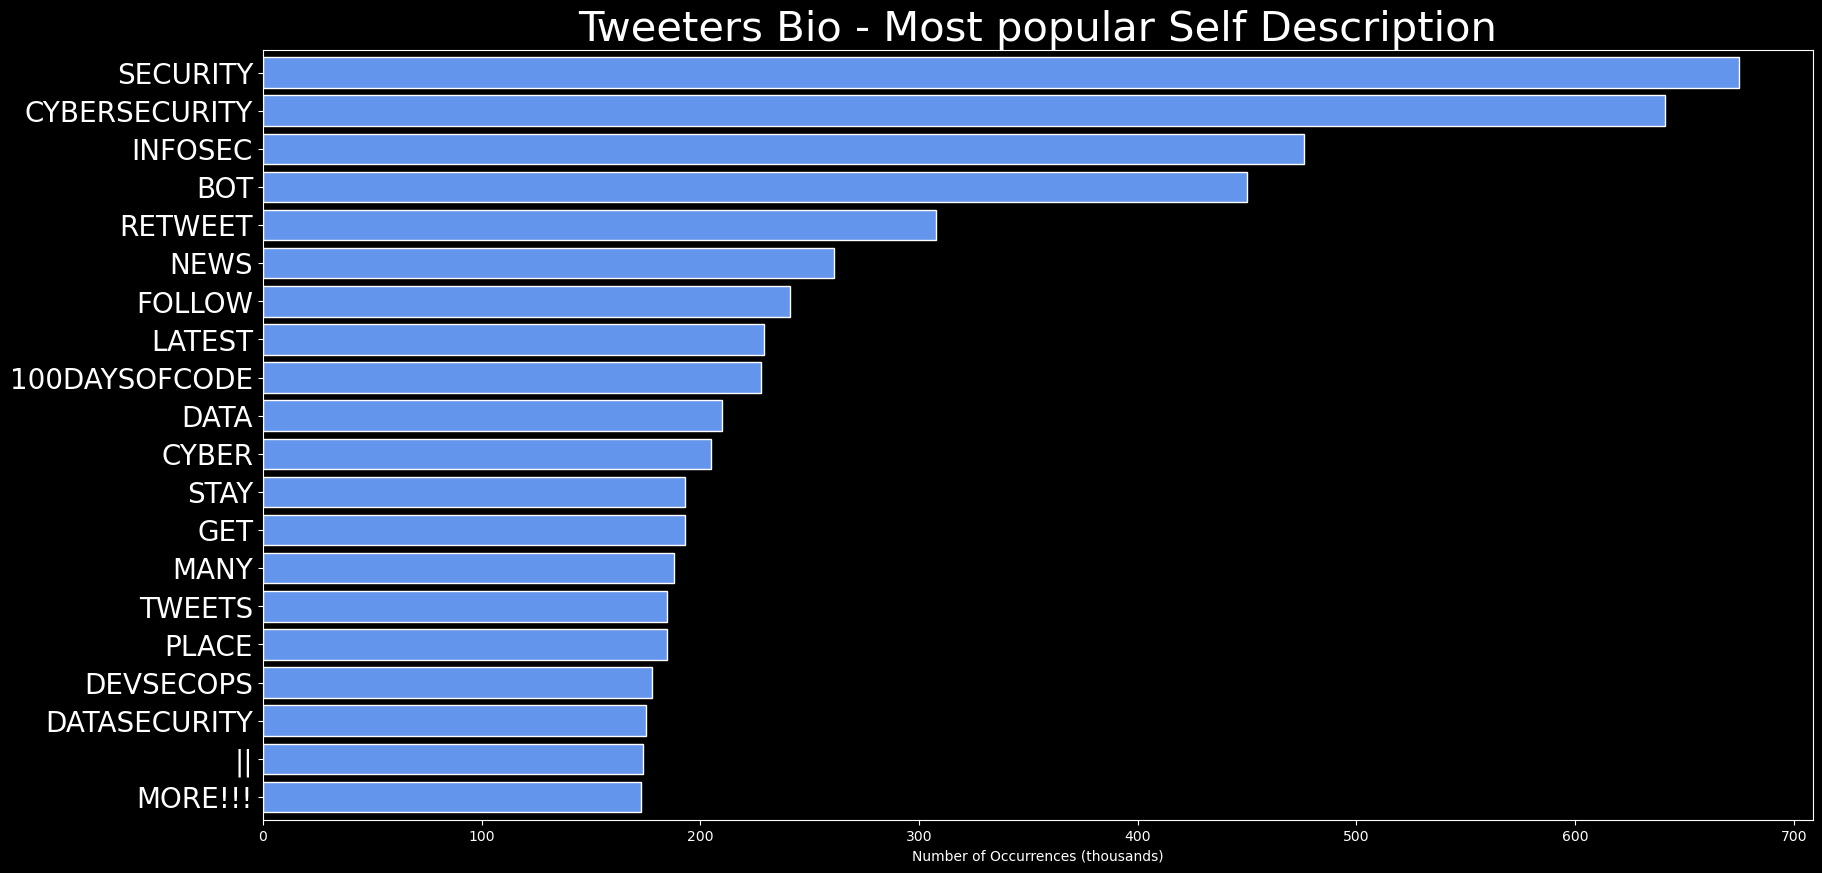 Tweeters Bio - Most popular Self Description
SECURITY
CYBERSECURITY
INFOSEC
BOT
RETWEET
NEWS
FOLLOW
LATEST
100DAYSOFCODE
DATA
CYBER
STAY
GET
MANY
TWEETS
PLACE
DEVSECOPS
DATASECURITY
||
MORE!!!
0 100 200 300 400 500 600 700
Number of Occurrences (thousands)